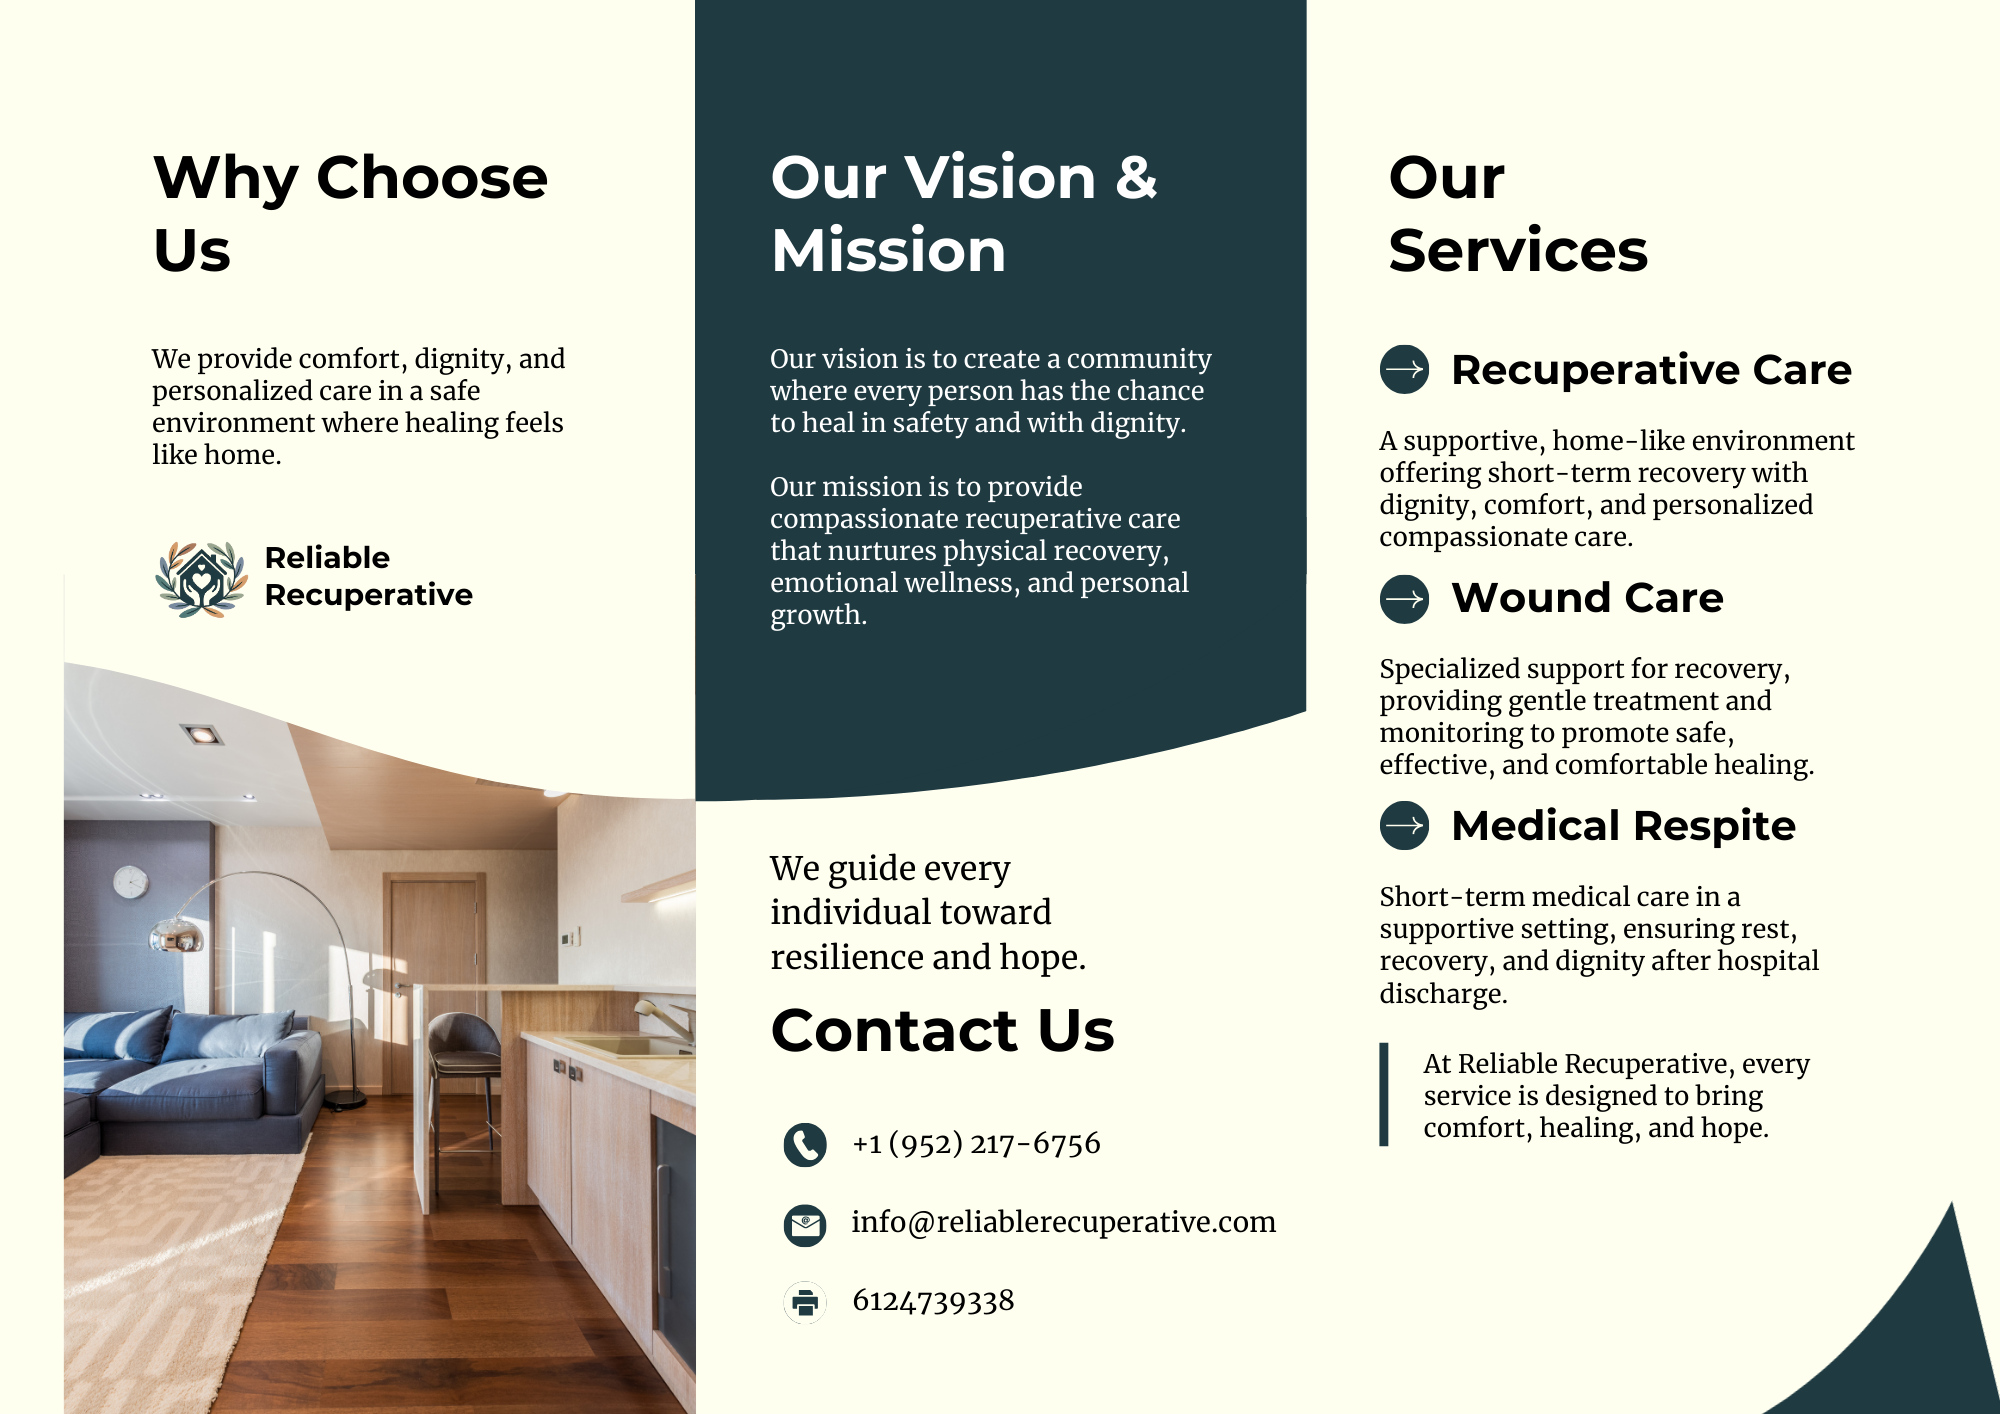 Why Choose
Us
We provide comfort, dignity, and
personalized care in a safe
environment where healing feels
like home.
Reliable
Recuperative
Our Vision &
Mission
Our vision is to create a community
where every person has the chance
to heal in safety and with dignity.
Our mission is to provide
compassionate recuperative care
that nurtures physical recovery,
emotional wellness, and personal
growth.
We guide every
individual toward
resilience and hope.
Contact Us
+1 (952) 217-6756
info@reliablerecuperative.com
6124739338
Our
Services
Recuperative Care
A supportive, home-like environment
offering short-term recovery with
dignity, comfort, and personalized
compassionate care.
Wound Care
Specialized support for recovery,
providing gentle treatment and
monitoring to promote safe,
effective, and comfortable healing.
Medical Respite
Short-term medical care in a
supportive setting, ensuring rest,
recovery, and dignity after hospital
discharge.
At Reliable Recuperative, every
service is designed to bring
comfort, healing, and hope.